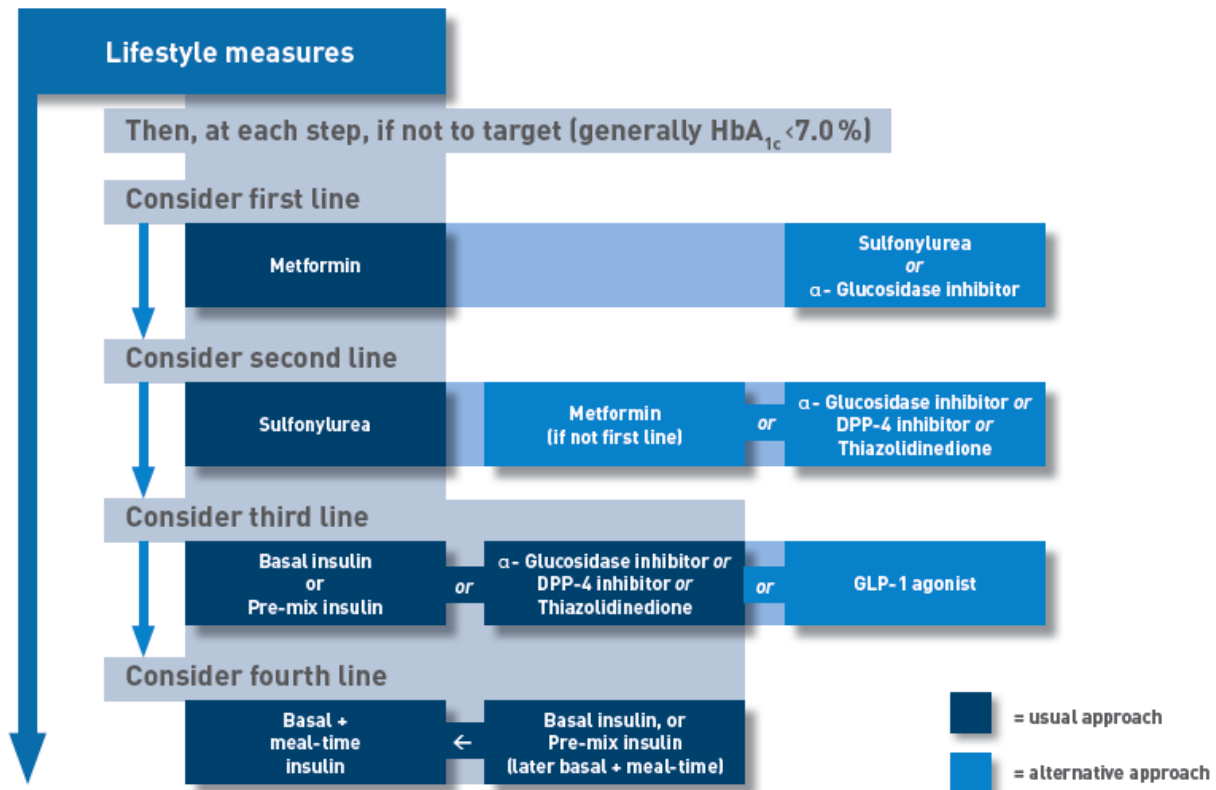 Lifestyle measures
Then, at each step, if not to target (generally HbA1c <7.0%)
Consider first line
Metformin
Sulfonylurea
or
α- Glucosidase inhibitor
Consider second line
Sulfonylurea
Metformin
(if not first line)
or
α- Glucosidase inhibitor or
DPP-4 inhibitor or
Thiazolidinedione
Consider third line
Basal insulin
or
Pre-mix insulin
or
α- Glucosidase inhibitor or
DPP-4 inhibitor or
Thiazolidinedione
or
GLP-1 agonist
Consider fourth line
Basal +
meal-time
insulin
←
Basal insulin, or
Pre-mix insulin
(later basal + meal-time)
= usual approach
= alternative approach